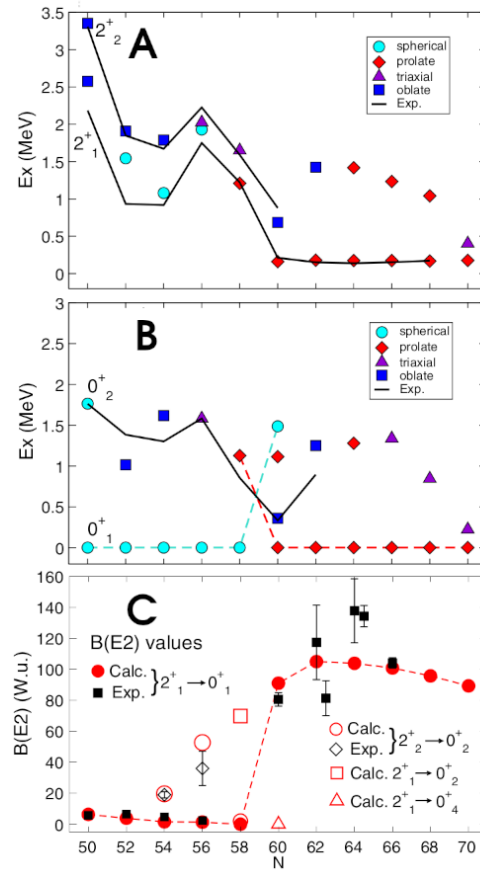 A
2⁺₂
2⁺₁
spherical
prolate
triaxial
oblate
Exp.
Ex (MeV)
3.5
3
2.5
2
1.5
1
0.5
0
B
0⁺₂
0⁺₁
spherical
prolate
triaxial
oblate
Exp.
Ex (MeV)
3
2
1.5
1
0.5
0
C
B(E2) values
Calc.
Exp.
} 2⁺₁→0⁺₁
Calc.
Exp.
} 2⁺₂→0⁺₂
Calc. 2⁺₁→0⁺₂
Calc. 2⁺₁→0⁺₄
B(E2) (W.u.)
160
140
120
100
80
60
40
20
0
50 52 54 56 58 60 62 64 66 68 70
N